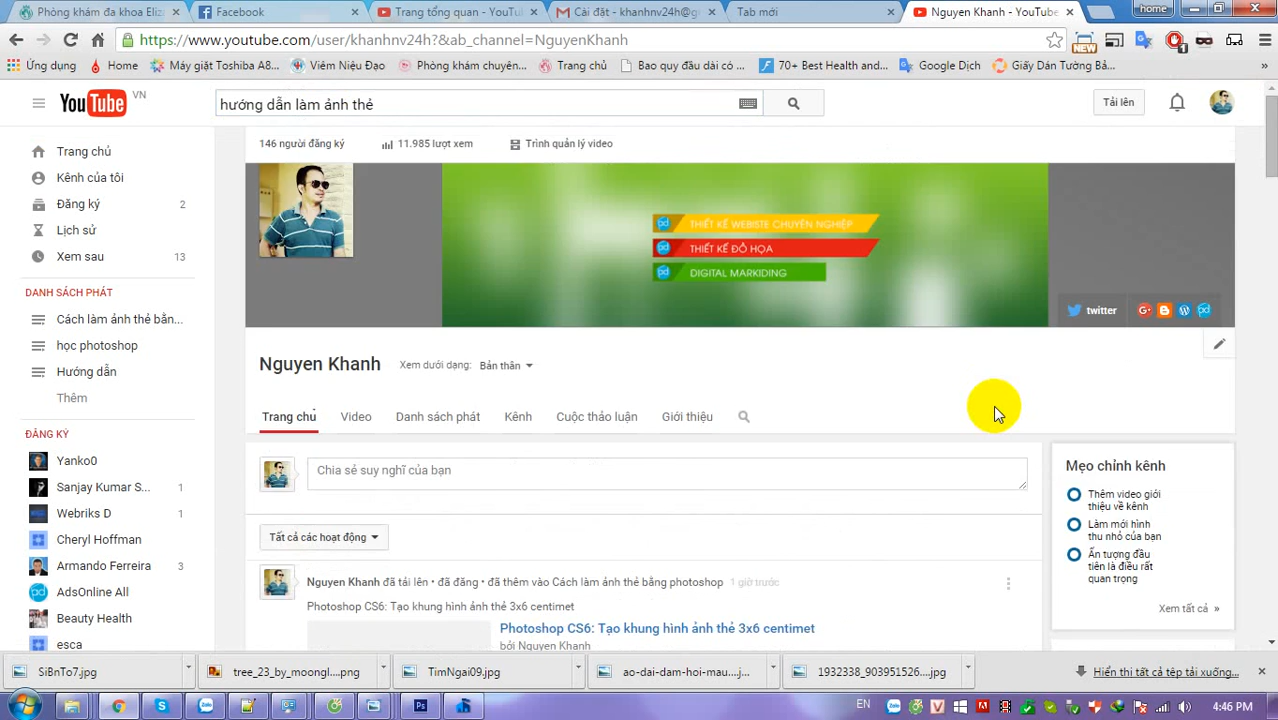 Phòng khám đa khoa Eliza
Facebook
Trang tổng quan - YouTu
Cài đặt - khanhnv24h@g
Tab mới
Nguyen Khanh - YouTube
home
https://www.youtube.com/user/khanhnv24h?&ab_channel=NguyenKhanh
NEW
1
Ứng dụng
Home
Máy giặt Toshiba A8...
Viêm Niệu Đ...
Phòng khám chuyên...
Trang chủ
Bao quy đầu dài có ...
70+ Best Health and...
Google Dịch
Giấy Dán Tường Bả...
»
YouTube VN
hướng dẫn làm ảnh thẻ
Tải lên
Trang chủ
Kênh của tôi
Đăng ký 2
Lịch sử
Xem sau 13
DANH SÁCH PHÁT
Cách làm ảnh thẻ bằn...
học photoshop
Hướng dẫn
Thêm
ĐĂNG KÝ
Yanko0
Sanjay Kumar S... 1
Webriks D 1
Cheryl Hoffman
Armando Ferreira 3
AdsOnline All
Beauty Health
esca
146 người đăng ký
11.985 lượt xem
Trình quản lý video
THIẾT KẾ WEBISTE CHUYÊN NGHIỆP
THIẾT KẾ ĐỒ HỌA
DIGITAL MARKIDING
twitter
Nguyen Khanh
Xem dưới dạng: Bản thân
Trang chủ
Video
Danh sách phát
Kênh
Cuộc thảo luận
Giới thiệu
Chia sẻ suy nghĩ của bạn
Tất cả các hoạt động
Nguyen Khanh đã tải lên • đã đăng • đã thêm vào Cách làm ảnh thẻ bằng photoshop 1 giờ trước
Photoshop CS6: Tạo khung hình ảnh thẻ 3x6 centimet
Photoshop CS6: Tạo khung hình ảnh thẻ 3x6 centimet
bởi Nguyen Khanh
Mẹo chỉnh kênh
Thêm video giới
thiệu về kênh
Làm mới hình
thu nhỏ của bạn
Ấn tượng đầu
tiên là điều rất
quan trọng
Xem tất cả »
SiBnTo7.jpg
tree_23_by_moongl....png
TimNgai09.jpg
ao-dai-dam-hoi-mau....j...
1932338_903951526...jpg
Hiển thị tất cả tệp tải xuống...
EN
4:46 PM